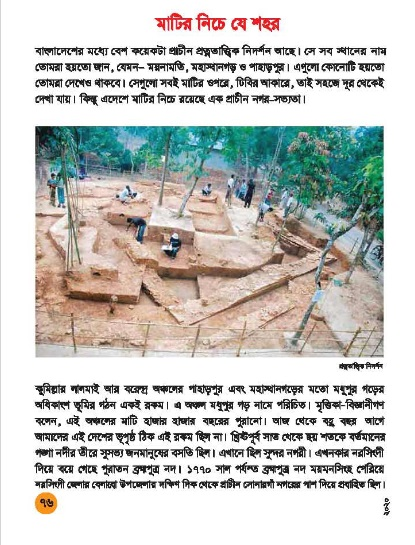 মাটির নিচে যে শহর
বাংলাদেশের মধ্যে বেশ কয়েকটা প্রাচীন প্রত্নতাত্ত্বিক নিদর্শন আছে। সে সব স্থানের নাম
তোমরা হয়তো জান, যেমন– ময়নামতি, মহাস্থানগড় ও পাহাড়পুর। এগুলো কোনোটি হয়তো
তোমরা দেখেও থাকবে। সেগুলো সবই মাটির ওপরে, ঢিবির আকারে, তাই সহজে দূর থেকেই
দেখা যায়। কিন্তু এদেশে মাটির নিচে রয়েছে এক প্রাচীন নগর-সভ্যতা।
প্রত্নতাত্ত্বিক নিদর্শন
কুমিল্লার লালমাই আর বরেন্দ্র অঞ্চলের পাহাড়পুর এবং মহাস্থানগড়ের মতো মধুপুর গড়ের
অধিকাংশ ভূমির গঠন একই রকম। এ অঞ্চল মধুপুর গড় নামে পরিচিত। মৃত্তিকা-বিজ্ঞানীগণ
বলেন, এই অঞ্চলের মাটি হাজার হাজার বছরের পুরানো। আজ থেকে বহু বছর আগে
আমাদের এই দেশের ভূপৃষ্ঠ ঠিক এই রকম ছিল না। খ্রিষ্টপূর্ব সাত থেকে ছয় শতকে বর্তমানের
গঙ্গা নদীর তীরে সুসভ্য জনমানুষের বসতি ছিল। এখানে ছিল সুন্দর নগরী। এখনকার নরসিংদী
দিয়ে বয়ে গেছে পুরাতন ব্রহ্মপুত্র নদ। ১৭৭০ সাল পর্যন্ত ব্রহ্মপুত্র নদ ময়মনসিংহ পেরিয়ে
নরসিংদী জেলার বেলাবো উপজেলায় দক্ষিণ দিক থেকে প্রাচীন সোনারগাঁ নগরের পাশ দিয়ে প্রবাহিত ছিল।
৭৬
২০২০